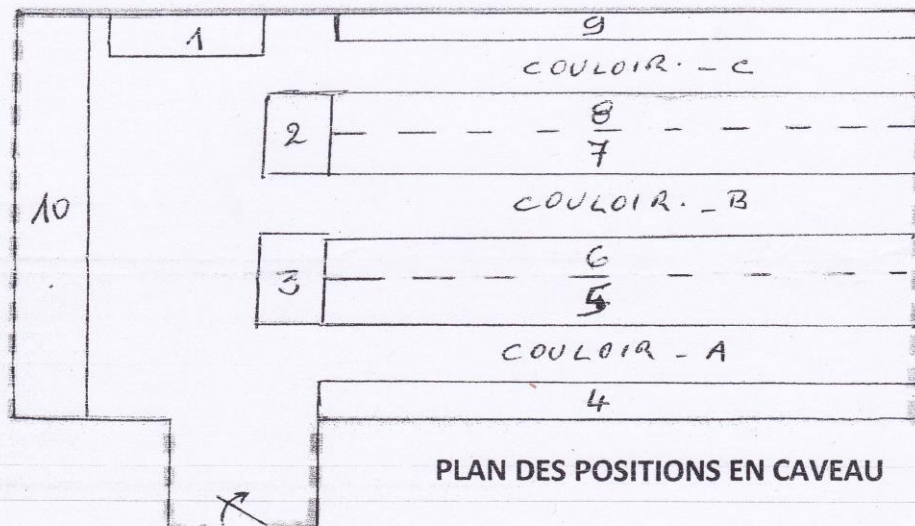 1
9
COULOIR. - C
2
8
7
10
COULOIR. - B
3
6
5
COULOIR - A
4
PLAN DES POSITIONS EN CAVEAU